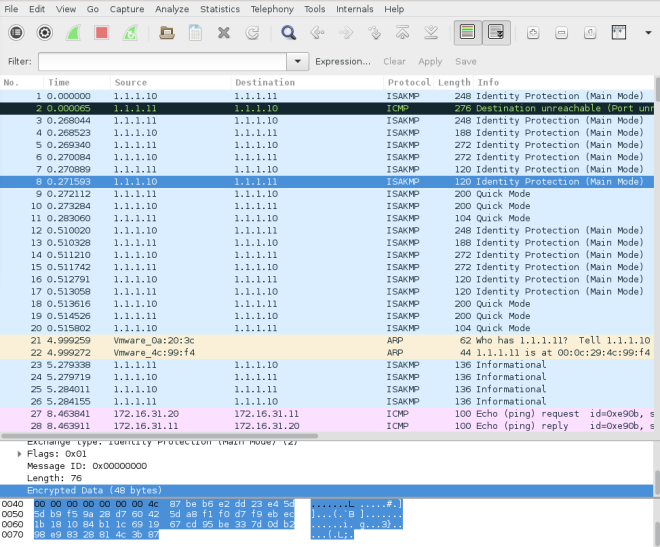 File Edit View Go Capture Analyze Statistics Telephony Tools Internals Help
Filter: Expression... Clear Apply Save
No. Time Source Destination Protocol Length Info
1 0.000000 1.1.1.10 1.1.1.11 ISAKMP 248 Identity Protection (Main Mode)
2 0.000065 1.1.1.11 1.1.1.10 ICMP 276 Destination unreachable (Port unr
3 0.268044 1.1.1.11 1.1.1.10 ISAKMP 248 Identity Protection (Main Mode)
4 0.268523 1.1.1.10 1.1.1.11 ISAKMP 188 Identity Protection (Main Mode)
5 0.269340 1.1.1.11 1.1.1.10 ISAKMP 272 Identity Protection (Main Mode)
6 0.270084 1.1.1.10 1.1.1.11 ISAKMP 272 Identity Protection (Main Mode)
7 0.270889 1.1.1.11 1.1.1.10 ISAKMP 120 Identity Protection (Main Mode)
8 0.271593 1.1.1.10 1.1.1.11 ISAKMP 120 Identity Protection (Main Mode)
9 0.272112 1.1.1.11 1.1.1.10 ISAKMP 200 Quick Mode
10 0.273284 1.1.1.10 1.1.1.11 ISAKMP 200 Quick Mode
11 0.283060 1.1.1.11 1.1.1.10 ISAKMP 104 Quick Mode
12 0.510020 1.1.1.10 1.1.1.11 ISAKMP 248 Identity Protection (Main Mode)
13 0.510328 1.1.1.11 1.1.1.10 ISAKMP 188 Identity Protection (Main Mode)
14 0.511210 1.1.1.10 1.1.1.11 ISAKMP 272 Identity Protection (Main Mode)
15 0.511742 1.1.1.11 1.1.1.10 ISAKMP 272 Identity Protection (Main Mode)
16 0.512791 1.1.1.10 1.1.1.11 ISAKMP 120 Identity Protection (Main Mode)
17 0.513058 1.1.1.11 1.1.1.10 ISAKMP 120 Identity Protection (Main Mode)
18 0.513616 1.1.1.10 1.1.1.11 ISAKMP 200 Quick Mode
19 0.514526 1.1.1.11 1.1.1.10 ISAKMP 200 Quick Mode
20 0.515802 1.1.1.10 1.1.1.11 ISAKMP 104 Quick Mode
21 4.999259 Vmware_0a:20:3c ARP 62 Who has 1.1.1.11? Tell 1.1.1.10
22 4.999272 Vmware_4c:99:f4 ARP 44 1.1.1.11 is at 00:0c:29:4c:99:f4
23 5.279338 1.1.1.11 1.1.1.10 ISAKMP 136 Informational
24 5.279719 1.1.1.10 1.1.1.11 ISAKMP 136 Informational
25 5.284011 1.1.1.11 1.1.1.10 ISAKMP 136 Informational
26 5.284155 1.1.1.10 1.1.1.11 ISAKMP 136 Informational
27 8.463841 172.16.31.20 172.16.31.11 ICMP 100 Echo (ping) request id=0xe90b, s
28 8.463911 172.16.31.11 172.16.31.20 ICMP 100 Echo (ping) reply id=0xe90b, s
Exchange type: Identity Protection (Main Mode) (2)
Flags: 0x01
Message ID: 0x00000000
Length: 76
Encrypted Data (48 bytes)
0040 00 00 00 00 00 00 00 4c 87 be b6 e2 dd 23 e4 5d .......L .....#.]
0050 5d b9 f5 9a 28 d7 60 42 5d a8 f1 f0 d7 f9 eb ec ]...(.`B ].......
0060 1b 18 10 84 b1 1c 69 19 67 cd 95 be 33 7d 0d b2 ......i. g...3}..
0070 98 e9 83 28 81 4c 3b 87 ...(.L;.